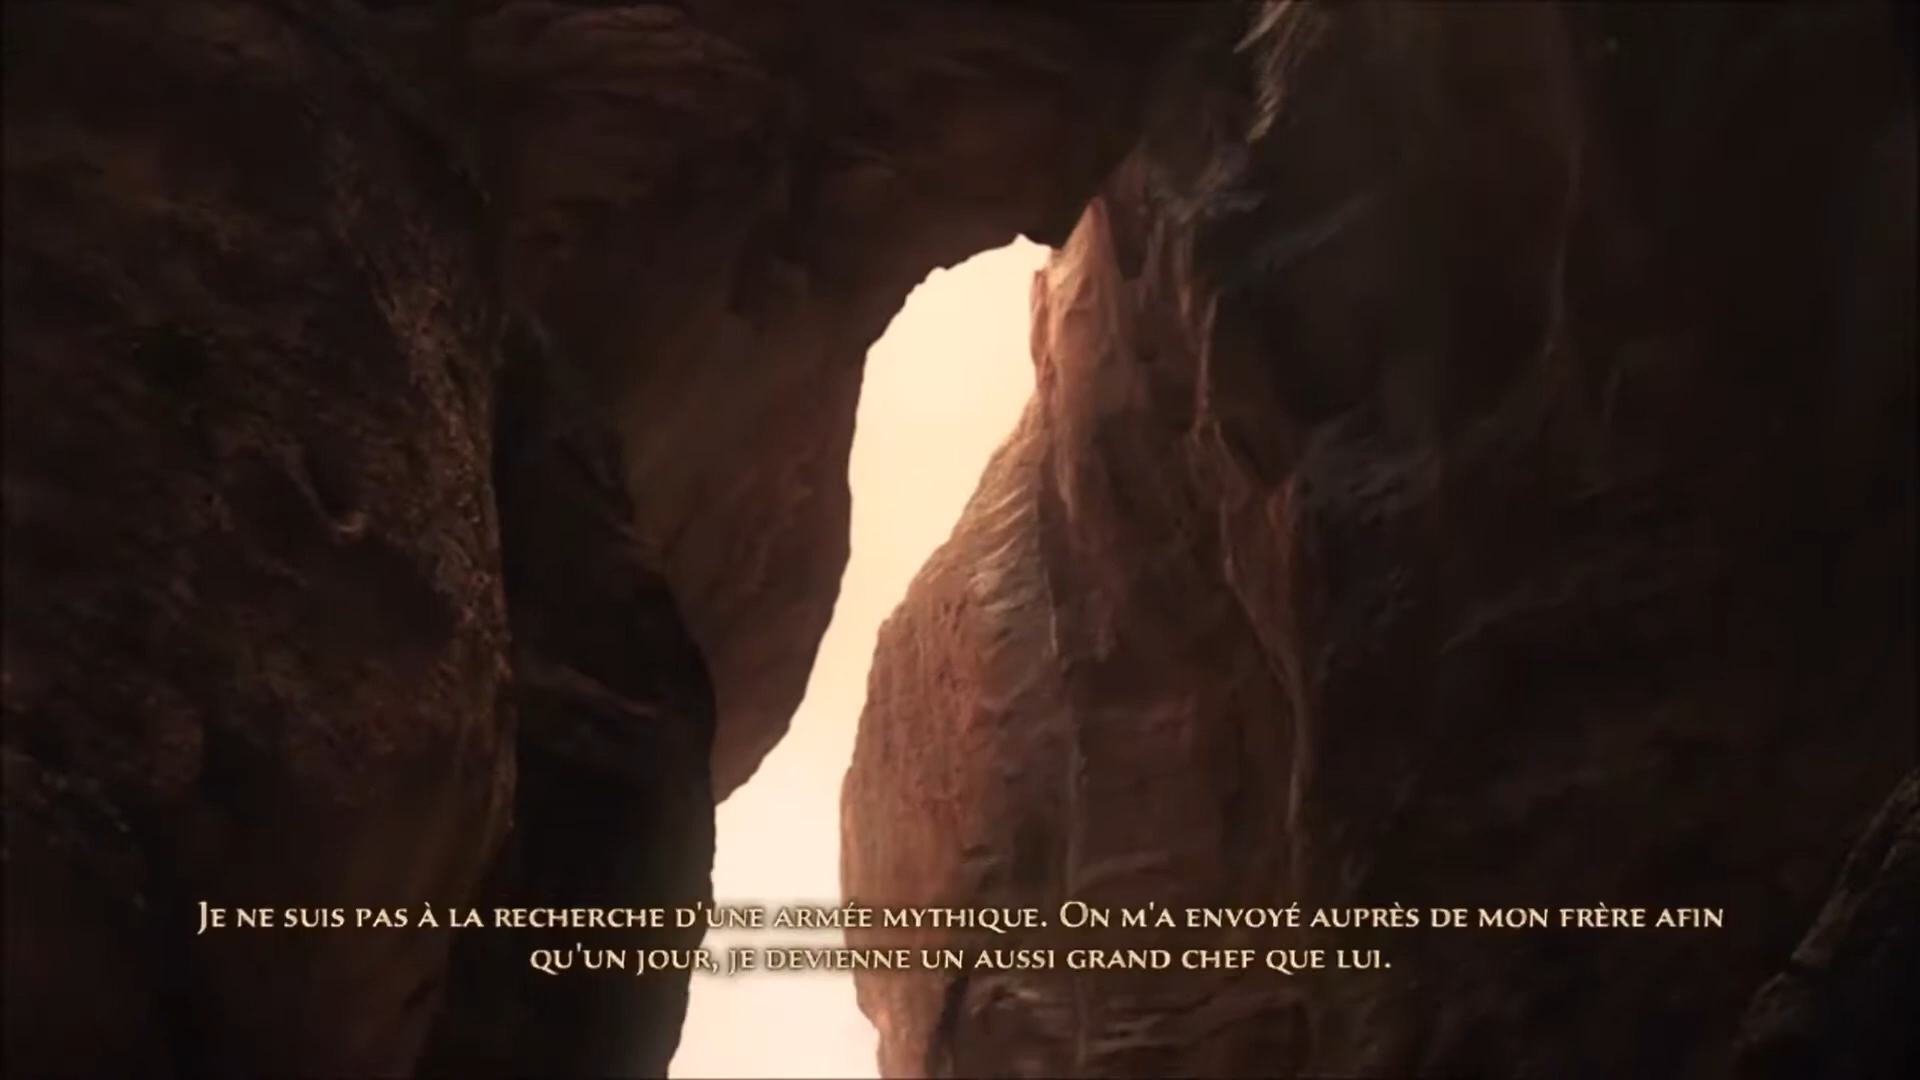 Je ne suis pas à la recherche d'une armée mythique. On m'a envoyé auprès de mon frère afin
qu'un jour, je devienne un aussi grand chef que lui.